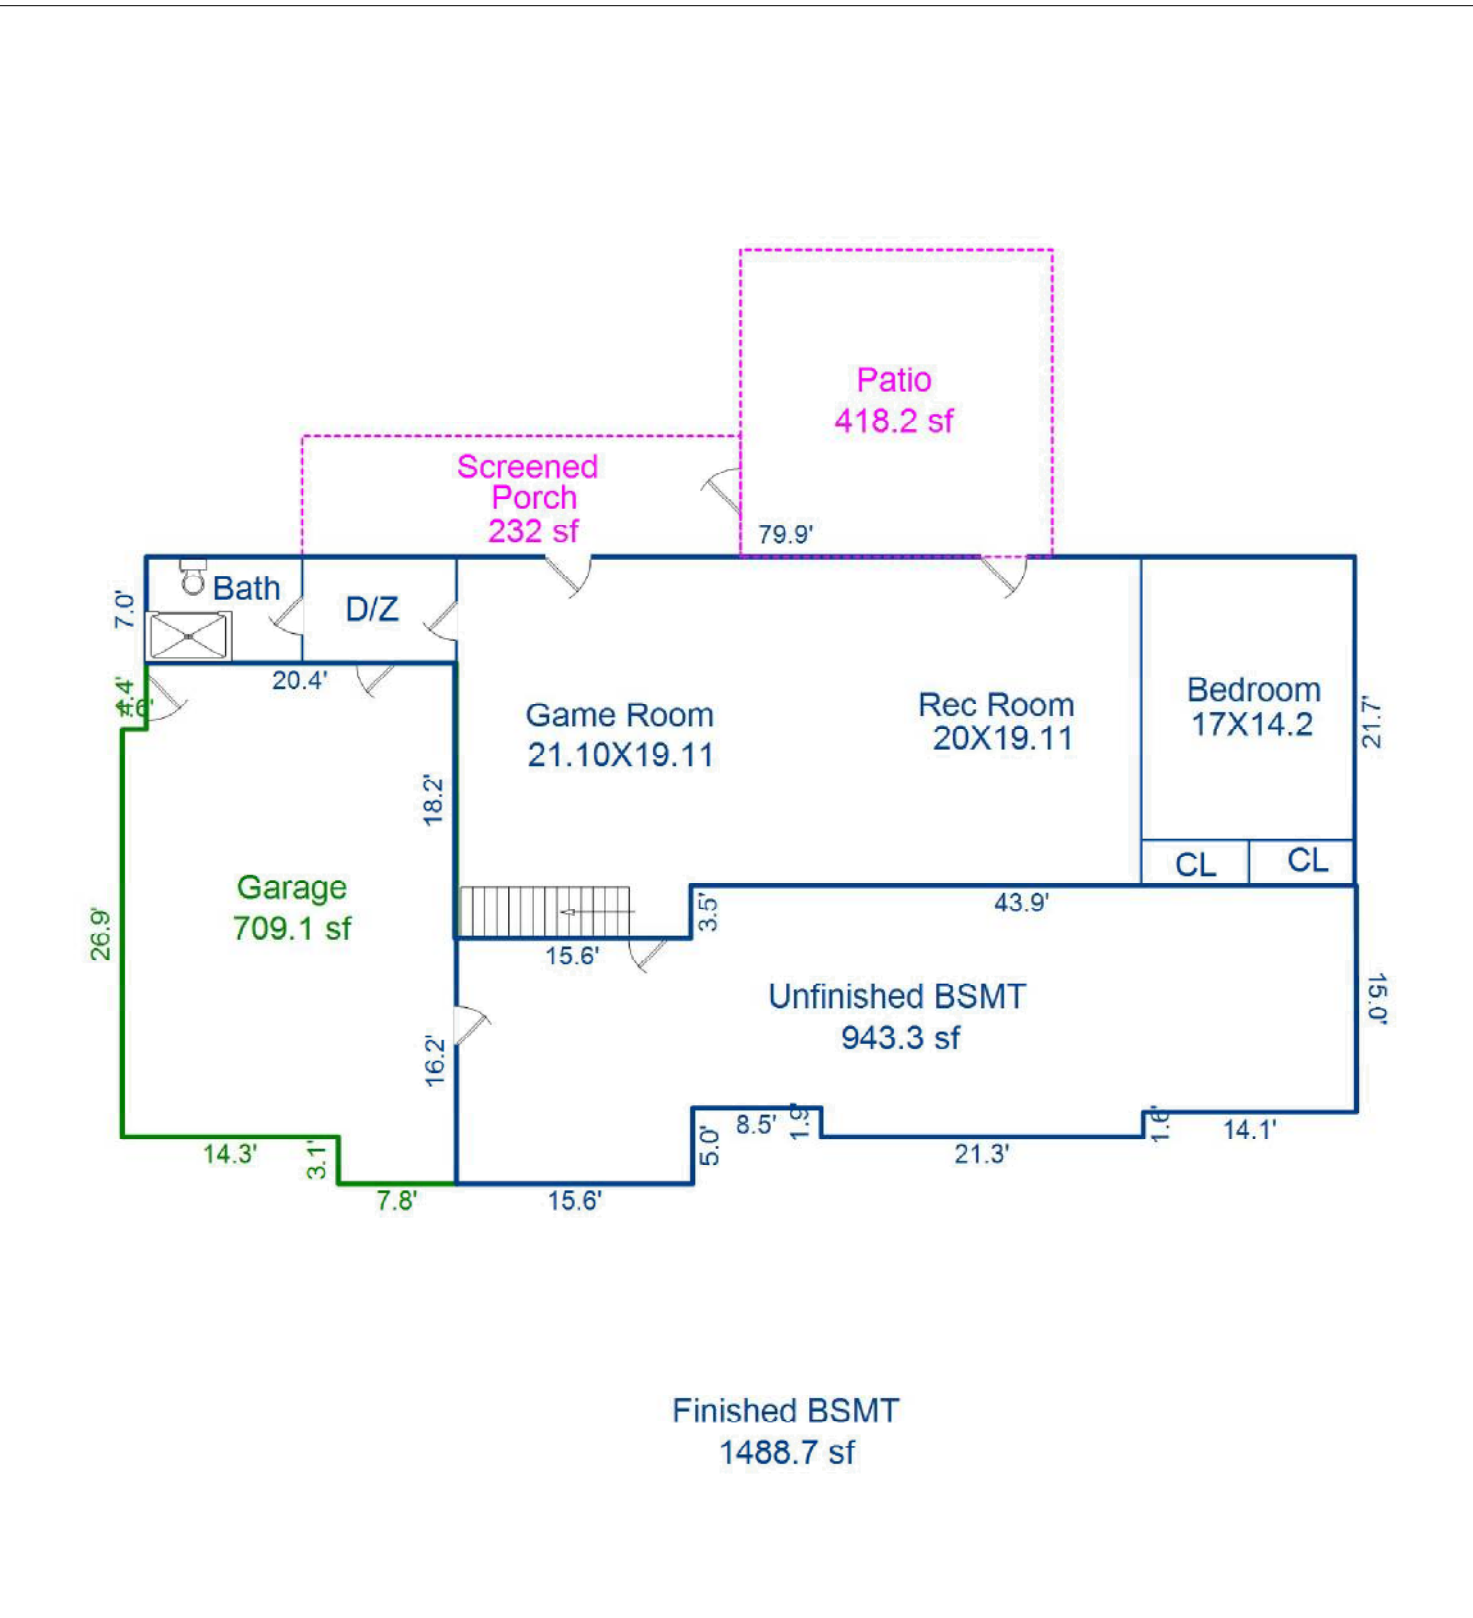 Patio
418.2 sf
Screened
Porch
232 sf
79.9'
7.0'
Bath
D/Z
4.4'
20.4'
Game Room
21.10X19.11
Rec Room
20X19.11
Bedroom
17X14.2
21.7'
18.2'
CL
CL
Garage
709.1 sf
26.9'
3.5'
43.9'
15.6'
Unfinished BSMT
943.3 sf
15.0'
16.2'
8.5'
1.9'
5.0'
1.6'
14.1'
14.3'
3.1'
21.3'
7.8'
15.6'
Finished BSMT
1488.7 sf